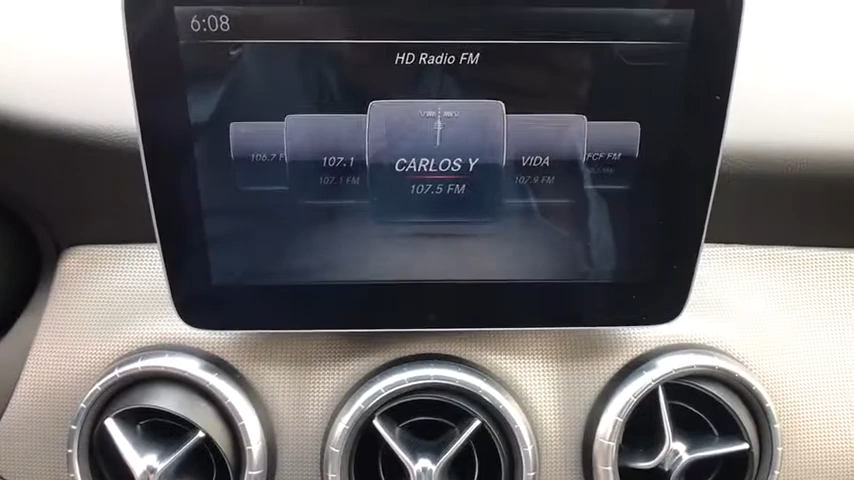 6:08
HD Radio FM
106.7 F
107.1
107.1 FM
CARLOS Y
107.5 FM
VIDA
107.9 FM
FCF FM